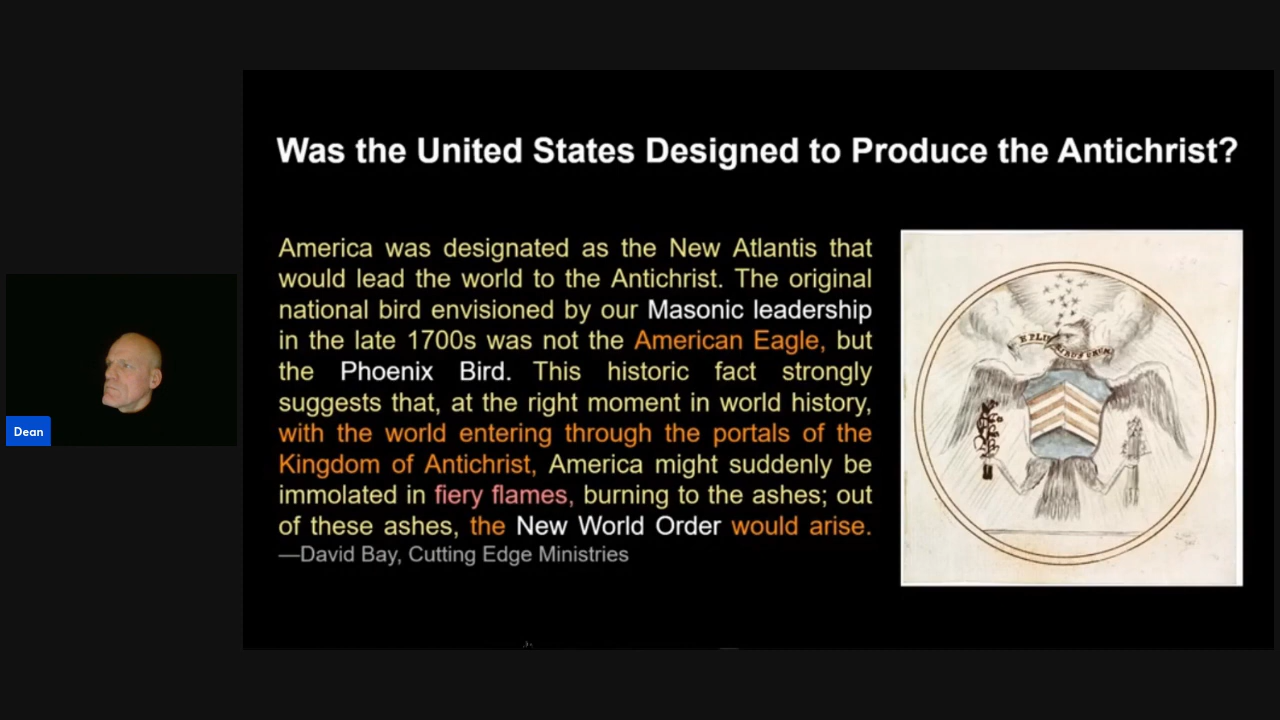 Was the United States Designed to Produce the Antichrist?
America was designated as the New Atlantis that
would lead the world to the Antichrist. The original
national bird envisioned by our Masonic leadership
in the late 1700s was not the American Eagle, but
the Phoenix Bird. This historic fact strongly
suggests that, at the right moment in world history,
with the world entering through the portals of the
Kingdom of Antichrist, America might suddenly be
immolated in fiery flames, burning to the ashes; out
of these ashes, the New World Order would arise.
—David Bay, Cutting Edge Ministries
Dean